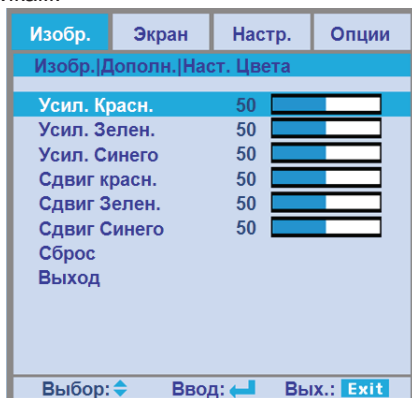 Изобр. Экран Настр. Опции
Изобр.|Дополн.|Наст. Цвета
Усил. Красн. 50
Усил. Зелен. 50
Усил. Синего 50
Сдвиг красн. 50
Сдвиг Зелен. 50
Сдвиг Синего 50
Сброс
Выход
Выбор: Ввод: Вых.: Exit